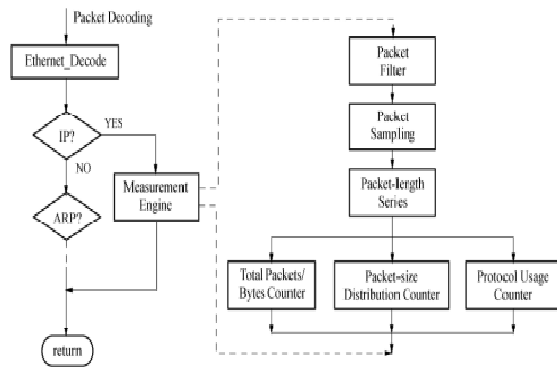 Packet Decoding
Ethernet_Decode
IP?
YES
NO
Measurement
Engine
ARP?
return
Packet
Filter
Packet
Sampling
Packet-length
Series
Total Packets/
Bytes Counter
Packet-size
Distribution Counter
Protocol Usage
Counter